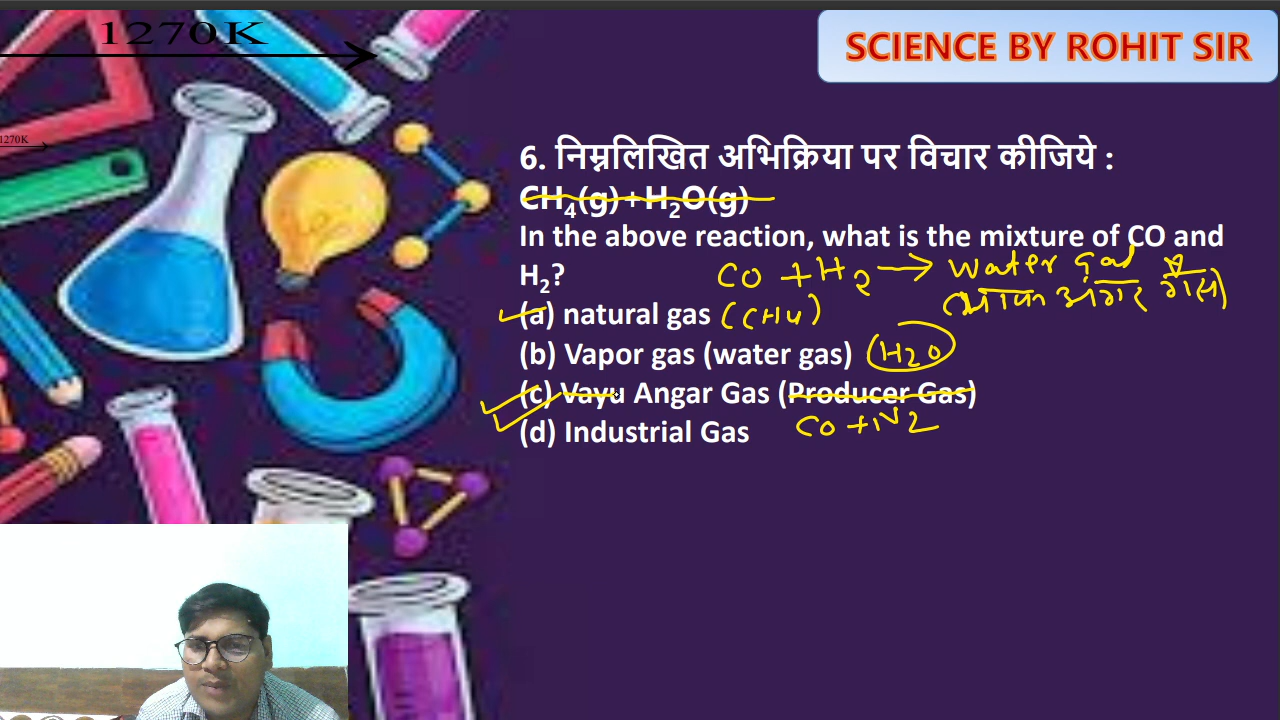 1270K
SCIENCE BY ROHIT SIR
1270K
6. निम्नलिखित अभिक्रिया पर विचार कीजिये :
CH₄(g)+H₂O(g)
In the above reaction, what is the mixture of CO and
H₂?
CO + H₂ → water gas
(a) natural gas (CH4)
(b) Vapor gas (water gas) (H2O)
(c) Vayu Angar Gas (Producer Gas)
(d) Industrial Gas
CO + N2